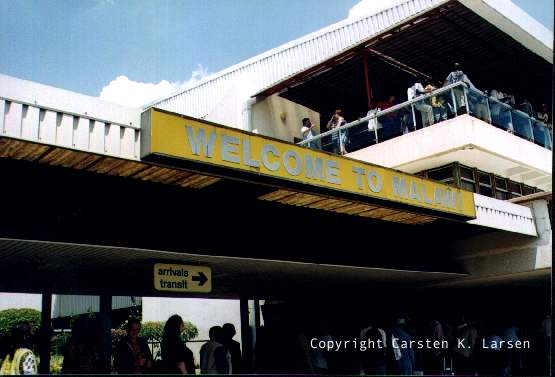 WELCOME TO MALAWI
arrivals
transit
Copyright Carsten K. Larsen